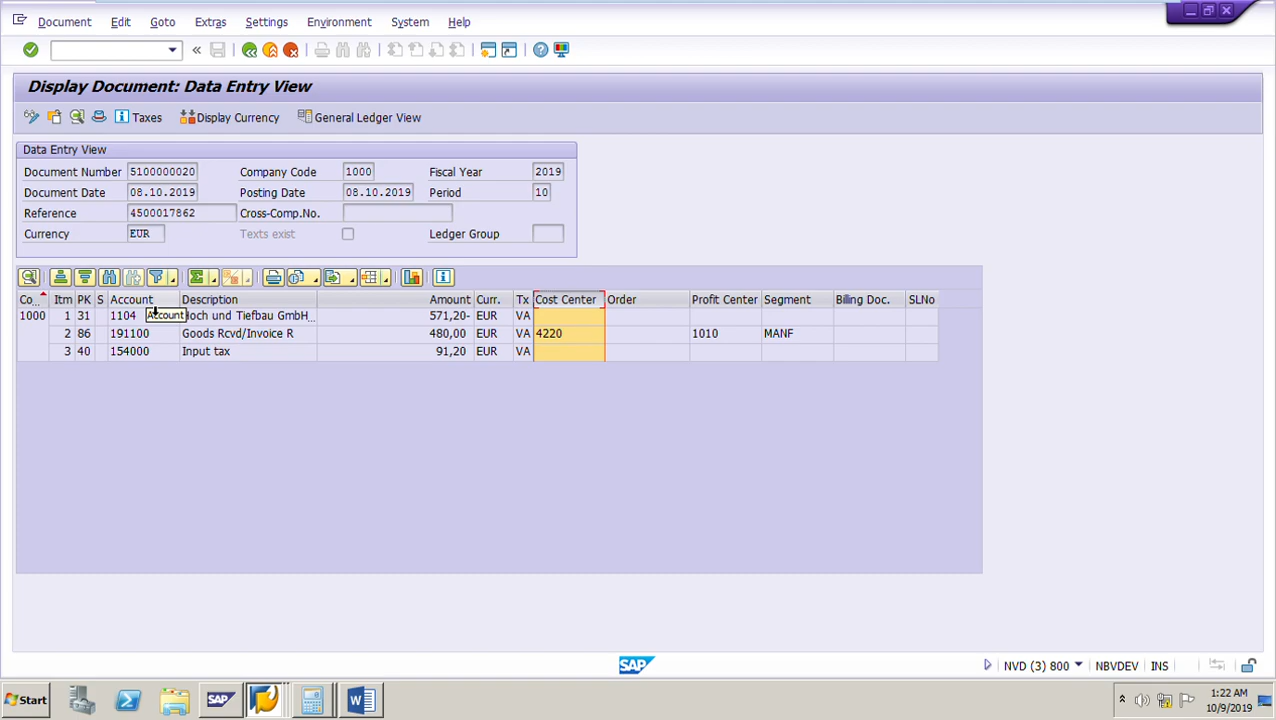 Document Edit Goto Extras Settings Environment System Help
Display Document: Data Entry View
Taxes Display Currency General Ledger View
Data Entry View
Document Number 5100000020 Company Code 1000 Fiscal Year 2019
Document Date 08.10.2019 Posting Date 08.10.2019 Period 10
Reference 4500017862 Cross-Comp.No.
Currency EUR Texts exist Ledger Group
Co... Itm PK S Account Description Amount Curr. Tx Cost Center Order Profit Center Segment Billing Doc. SLNo
1000 1 31 1104 Account Hoch und Tiefbau GmbH... 571,20- EUR VA
2 86 191100 Goods Rcvd/Invoice R 480,00 EUR VA 4220 1010 MANF
3 40 154000 Input tax 91,20 EUR VA
SAP NVD (3) 800 NBVDEV INS
Start SAP W 1:22 AM
10/9/2019